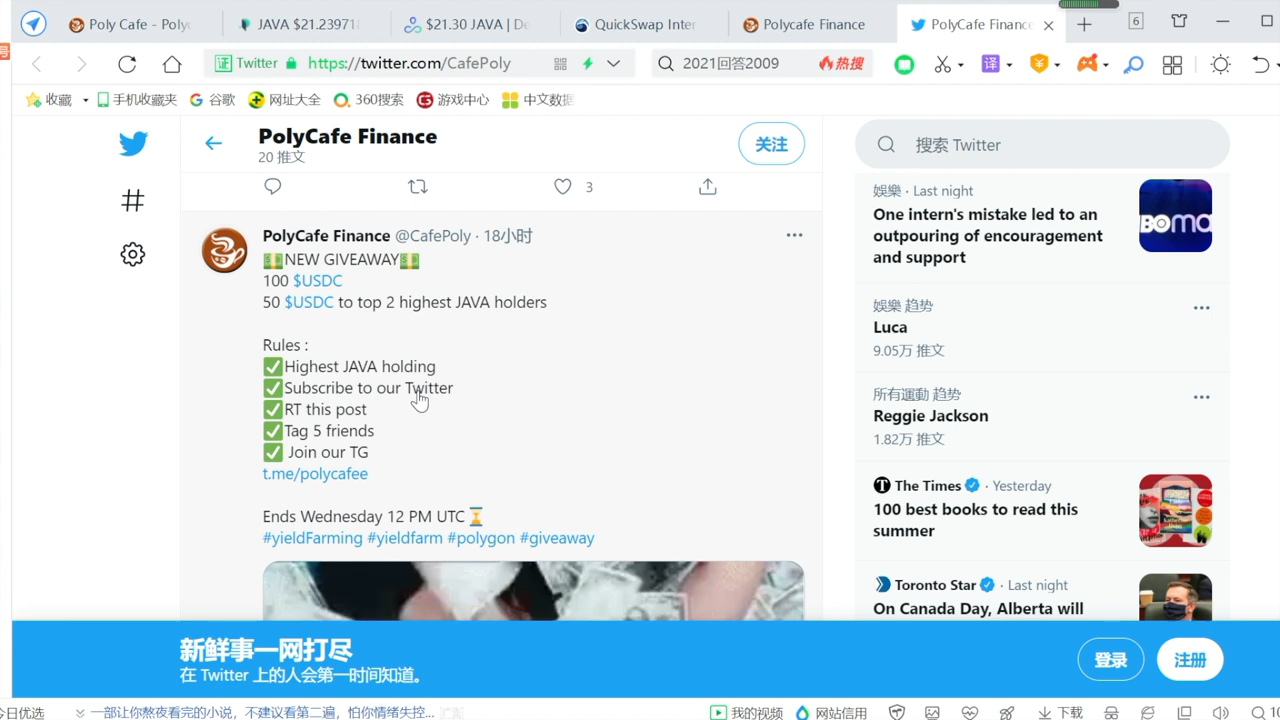 Poly Cafe - Poly
JAVA $21.23971
$21.30 JAVA | De
QuickSwap Inter
Polycafe Finance
PolyCafe Finance
6
证 Twitter
https://twitter.com/CafePoly
2021回答2009
热搜
译
收藏
手机收藏夹
谷歌
网址大全
360搜索
游戏中心
中文数据
PolyCafe Finance
20 推文
关注
3
PolyCafe Finance @CafePoly · 18小时
💵NEW GIVEAWAY💵
100 $USDC
50 $USDC to top 2 highest JAVA holders
Rules :
✅Highest JAVA holding
✅Subscribe to our Twitter
✅RT this post
✅Tag 5 friends
✅ Join our TG
t.me/polycafee
Ends Wednesday 12 PM UTC⏳
#yieldFarming #yieldfarm #polygon #giveaway
搜索 Twitter
娛樂 · Last night
One intern's mistake led to an
outpouring of encouragement
and support
BOMA
娛樂 趋势
Luca
9.05万 推文
所有運動 趋势
Reggie Jackson
1.82万 推文
The Times · Yesterday
100 best books to read this
summer
Toronto Star · Last night
On Canada Day, Alberta will
新鲜事一网打尽
在 Twitter 上的人会第一时间知道。
登录
注册
今日优选
一部让你熬夜看完的小说，不建议看第二遍，怕你情绪失控...
广告
我的视频
网站信用
下载